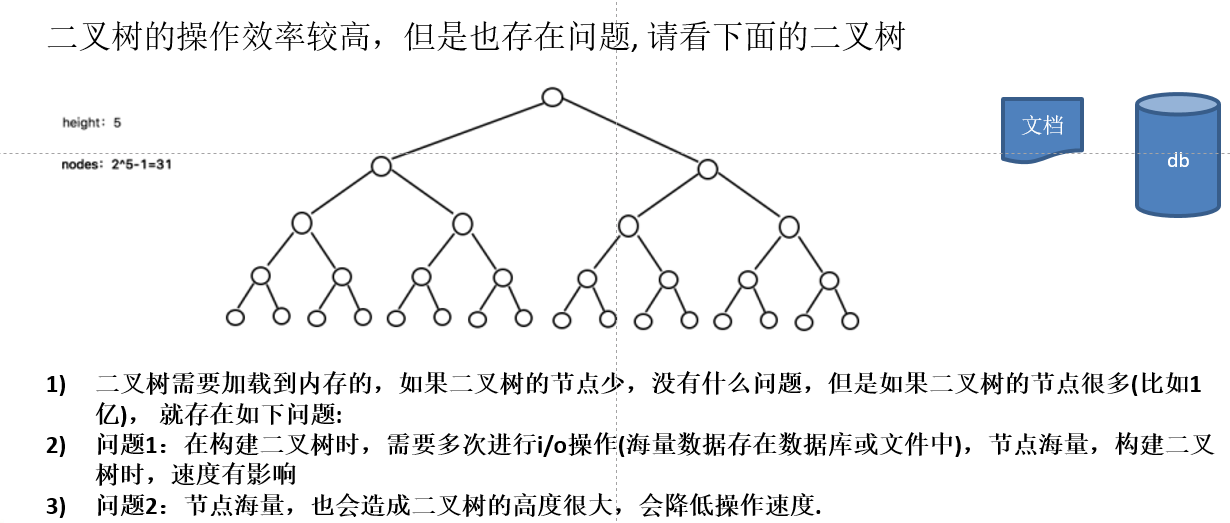 二叉树的操作效率较高，但是也存在问题, 请看下面的二叉树
height：5
nodes：2^5-1=31
文档
db
1) 二叉树需要加载到内存的，如果二叉树的节点少，没有什么问题，但是如果二叉树的节点很多(比如1
亿)， 就存在如下问题:
2) 问题1：在构建二叉树时，需要多次进行i/o操作(海量数据存在数据库或文件中)，节点海量，构建二叉
树时，速度有影响
3) 问题2：节点海量，也会造成二叉树的高度很大，会降低操作速度.